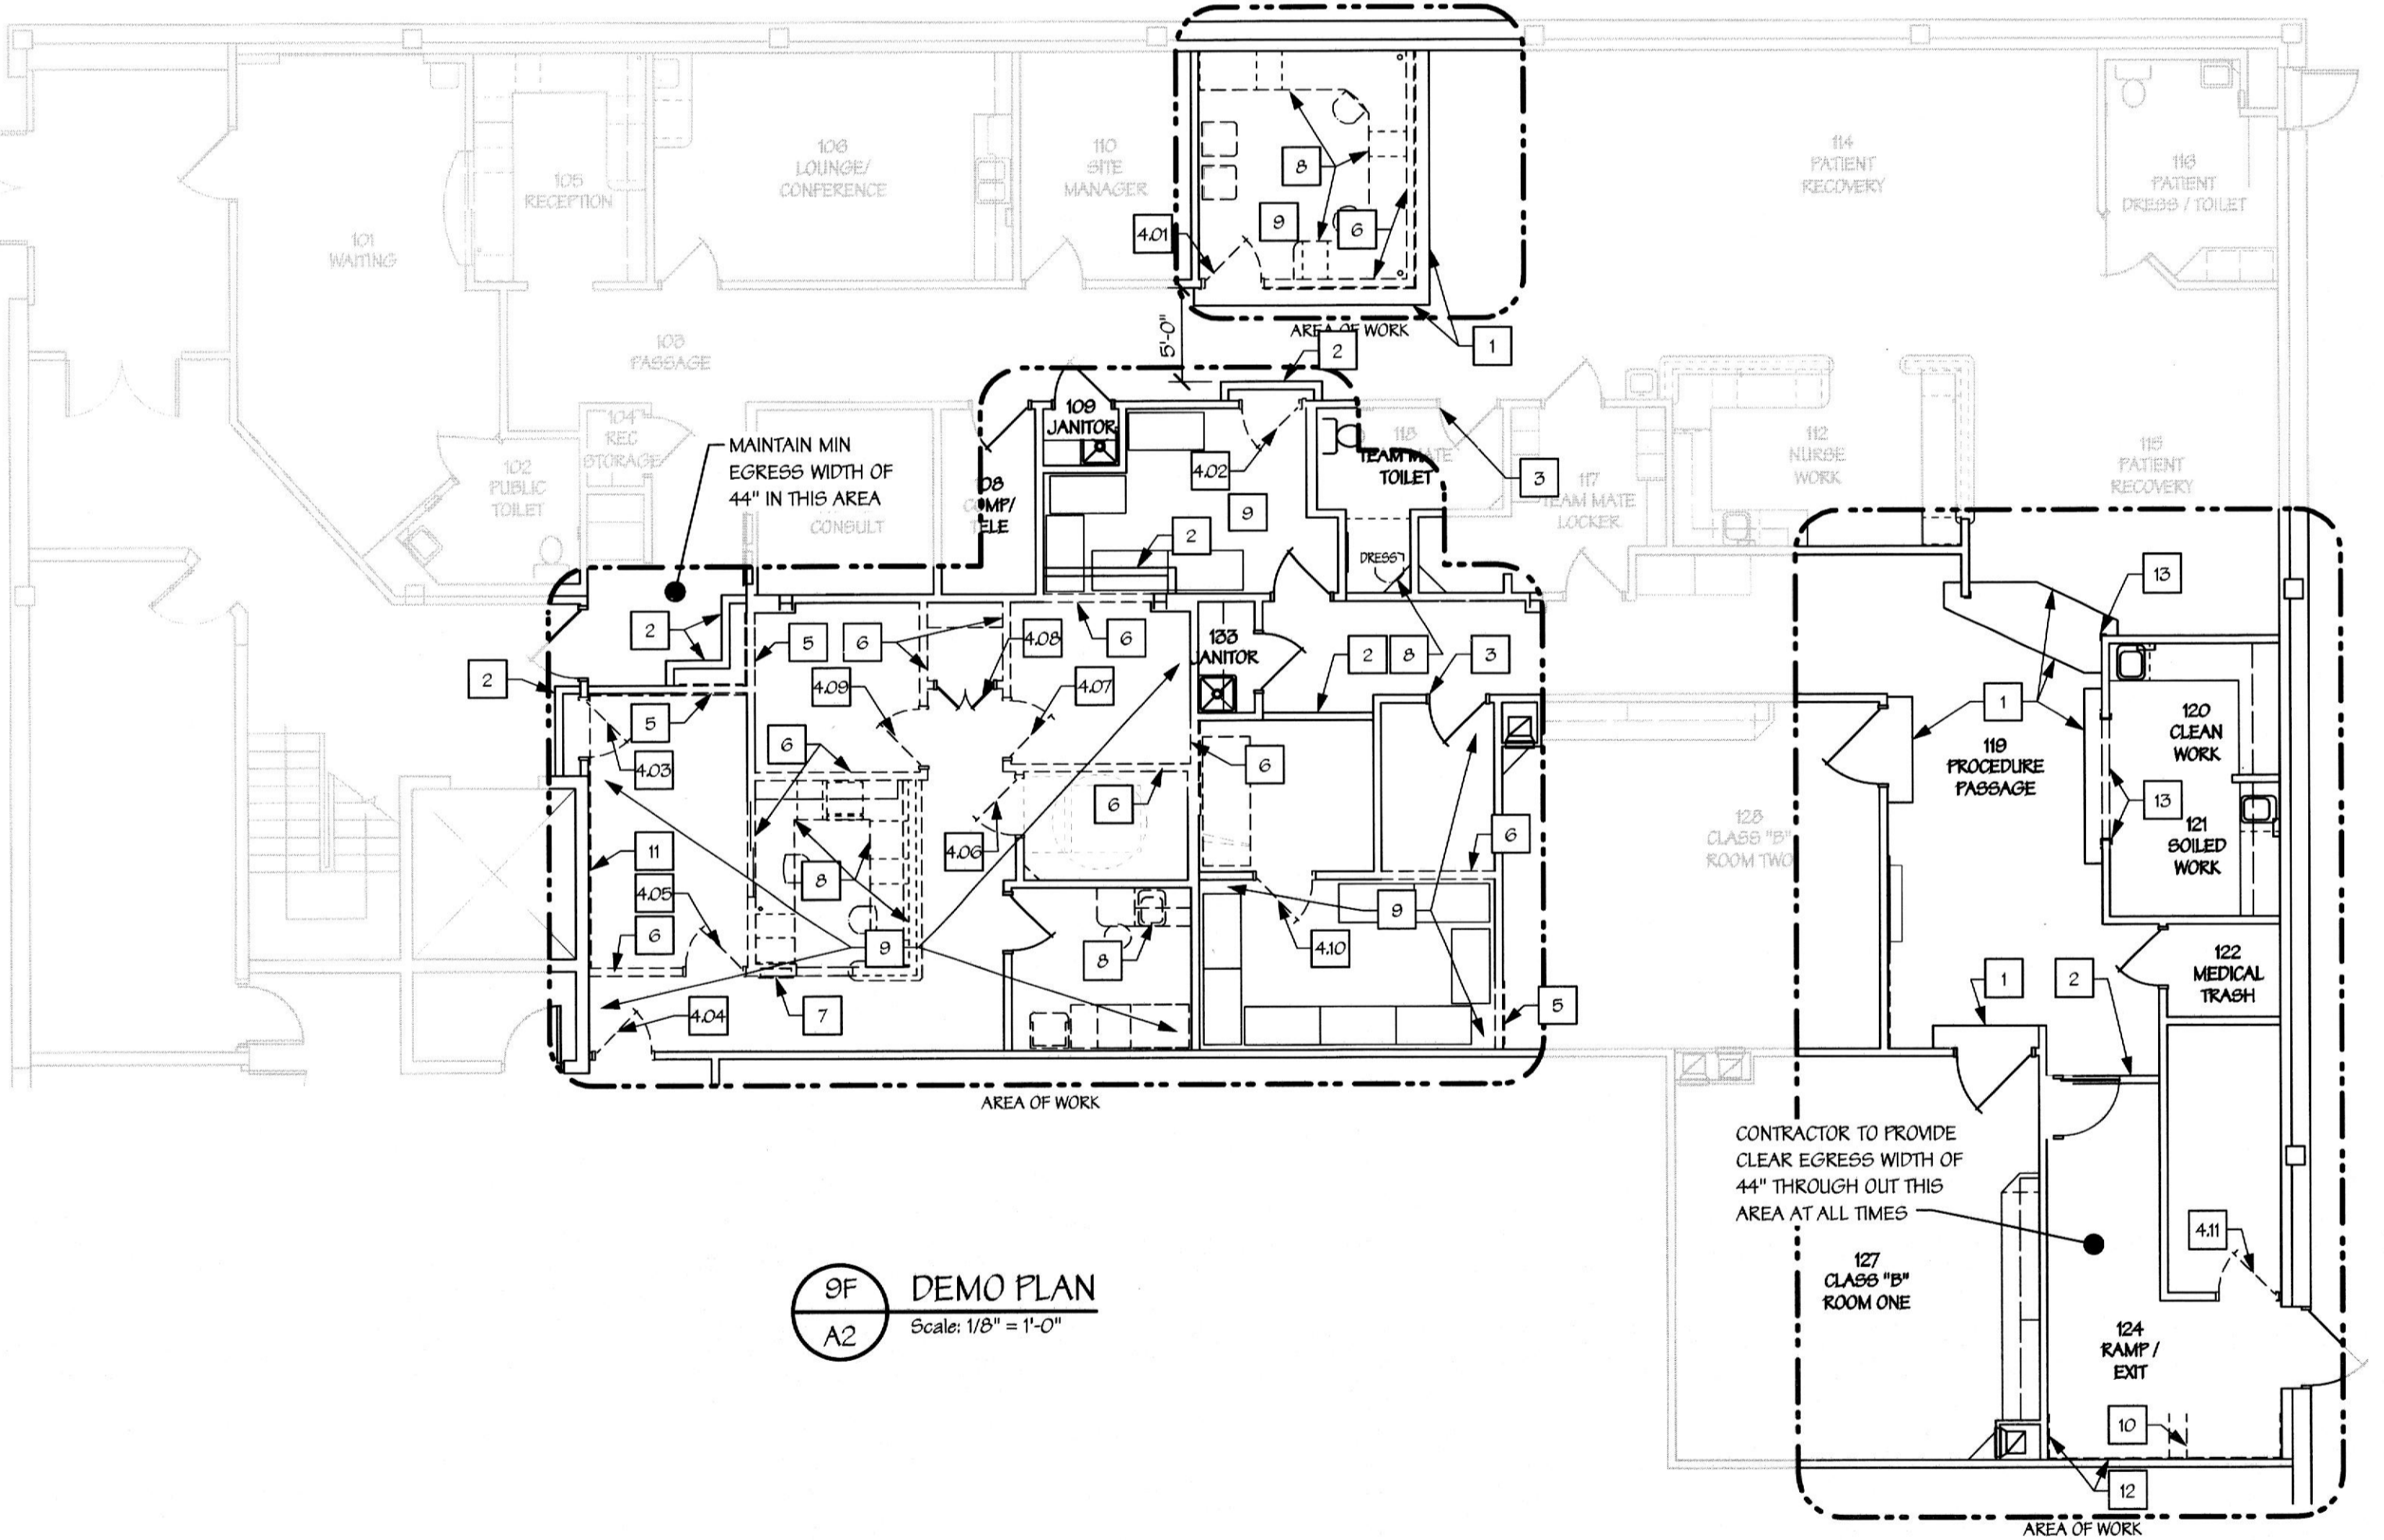 106
LOUNGE/
CONFERENCE
110
SITE
MANAGER
105
RECEPTION
101
WAITING
114
PATIENT
RECOVERY
116
PATIENT
DRESS / TOILET
8
9
6
4.01
AREA OF WORK
1
5'-0"
2
103
PASSAGE
104
REC
STORAGE
102
PUBLIC
TOILET
MAINTAIN MIN
EGRESS WIDTH OF
44" IN THIS AREA
CONSULT
108
COMP/
TELE
109
JANITOR
4.02
9
2
118
TEAM MATE
TOILET
3
DRESS
117
TEAM MATE
LOCKER
112
NURSE
WORK
115
PATIENT
RECOVERY
13
2
5
6
4.08
6
133
JANITOR
2
8
3
2
4.09
4.07
5
4.03
6
6
6
11
4.05
6
8
4.06
6
9
9
8
4.10
4.04
7
5
AREA OF WORK
128
CLASS "B"
ROOM TWO
1
119
PROCEDURE
PASSAGE
120
CLEAN
WORK
13
121
SOILED
WORK
122
MEDICAL
TRASH
1
2
CONTRACTOR TO PROVIDE
CLEAR EGRESS WIDTH OF
44" THROUGH OUT THIS
AREA AT ALL TIMES
4.11
127
CLASS "B"
ROOM ONE
124
RAMP /
EXIT
10
12
AREA OF WORK
9F
A2
DEMO PLAN
Scale: 1/8" = 1'-0"